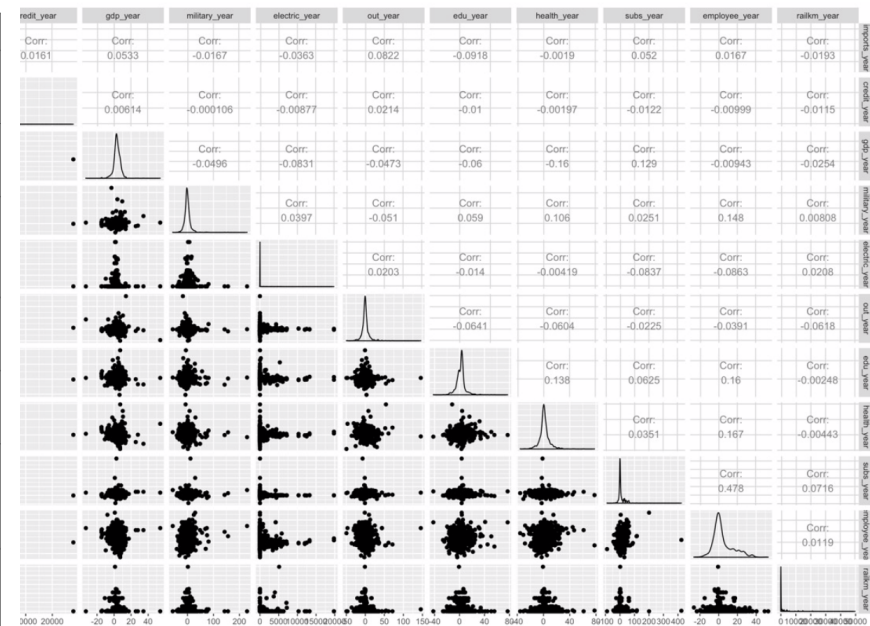 redit_year gdp_year military_year electric_year out_year edu_year health_year subs_year employee_year railkm_year
Corr: Corr: Corr: Corr: Corr: Corr: Corr: Corr: Corr: Corr:
0.0161 0.0533 -0.0167 -0.0363 0.0822 -0.0918 -0.0019 0.052 0.0167 -0.0193
imports_year
Corr: Corr: Corr: Corr: Corr: Corr: Corr: Corr: Corr:
0.00614 -0.000106 -0.00877 0.0214 -0.01 -0.00197 -0.0122 -0.00999 -0.0115
credit_year
Corr: Corr: Corr: Corr: Corr: Corr: Corr: Corr:
-0.0496 -0.0831 -0.0473 -0.06 -0.16 0.129 -0.00943 -0.0254
gdp_year
Corr: Corr: Corr: Corr: Corr: Corr: Corr:
0.0397 -0.051 0.059 0.106 0.0251 0.148 0.00808
military_year
Corr: Corr: Corr: Corr: Corr: Corr:
0.0203 -0.014 -0.00419 -0.0837 -0.0863 0.0208
electric_year
Corr: Corr: Corr: Corr: Corr:
-0.0641 -0.0604 -0.0225 -0.0391 -0.0618
out_year
Corr: Corr: Corr: Corr:
0.138 0.0625 0.16 -0.00248
edu_year
Corr: Corr: Corr:
0.0351 0.167 -0.00443
health_year
Corr: Corr:
0.478 0.0716
subs_year
Corr:
0.0119
railkm_year
20000 -20 0 20 40 0 100 200 0 0 0 40 0 40 0 0 20 40